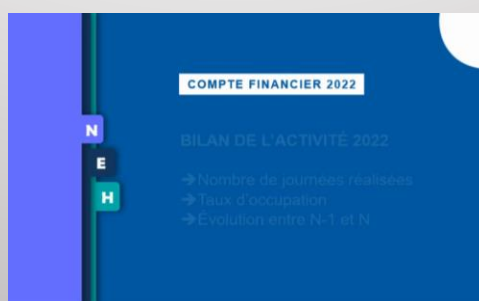 COMPTE FINANCIER 2022
N
E
H
BILAN DE L'ACTIVITÉ 2022
➔Nombre de journées réalisées
➔Taux d'occupation
➔Évolution entre N-1 et N